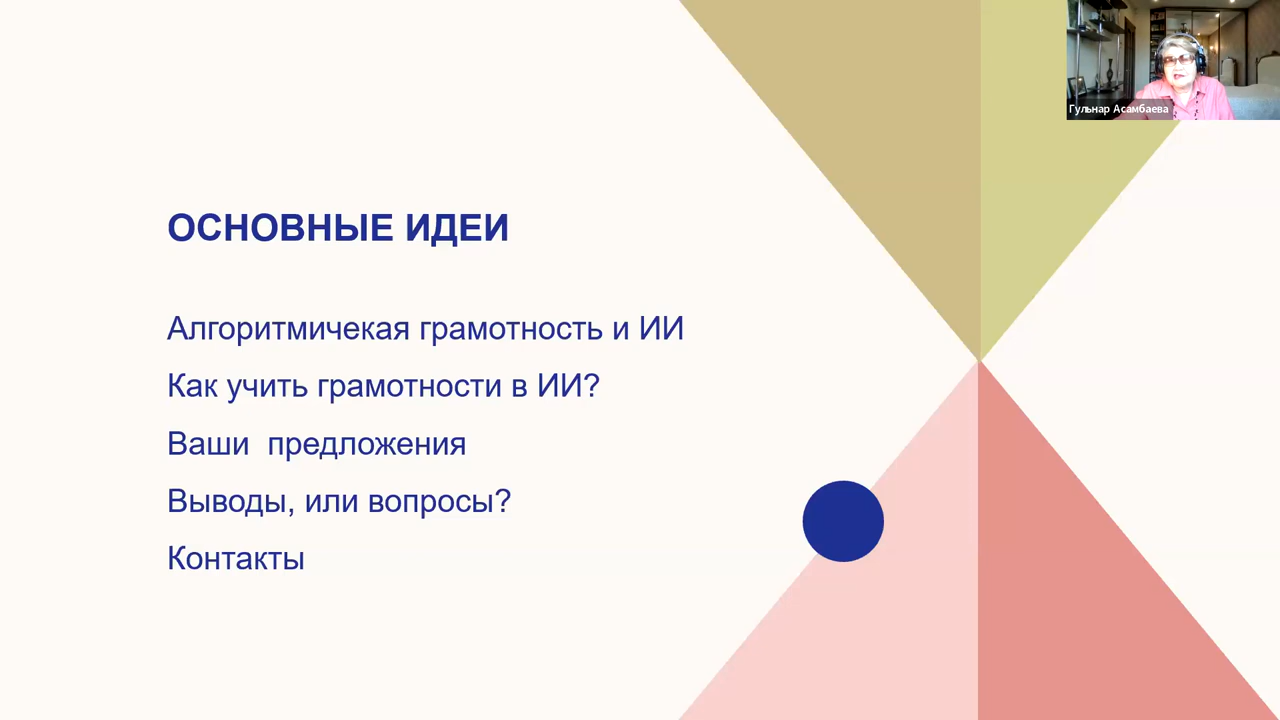 Гульнар Асамбаева
ОСНОВНЫЕ ИДЕИ
Алгоритмичекая грамотность и ИИ
Как учить грамотности в ИИ?
Ваши  предложения
Выводы, или вопросы?
Контакты